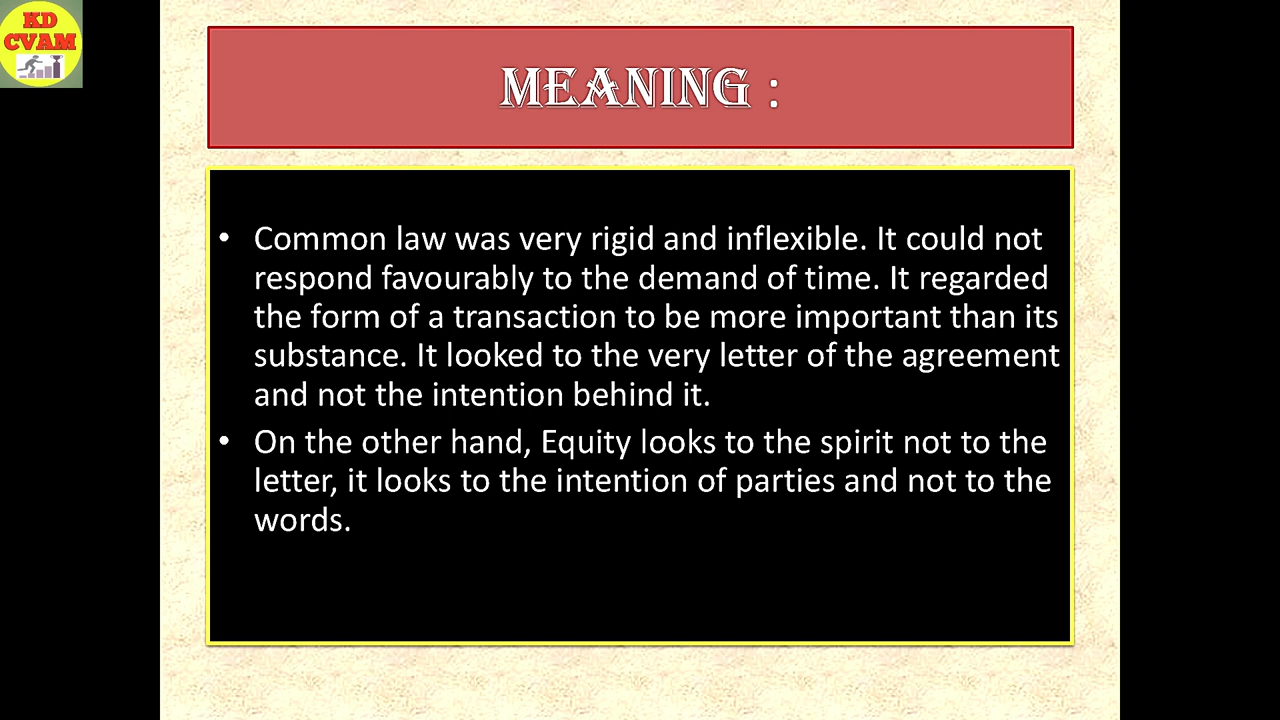 KD
CVAM
MEANING :
• Common law was very rigid and inflexible. It could not
respond favourably to the demand of time. It regarded
the form of a transaction to be more important than its
substance. It looked to the very letter of the agreement
and not the intention behind it.
• On the other hand, Equity looks to the spirit not to the
letter, it looks to the intention of parties and not to the
words.